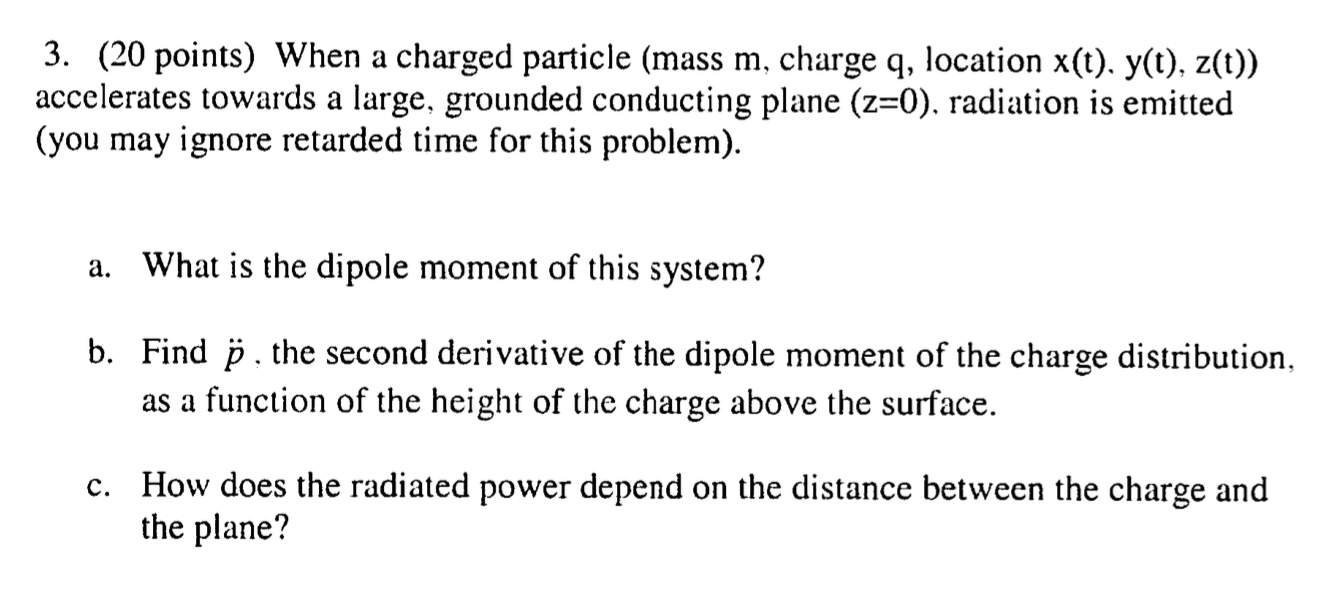 3. (20 points) When a charged particle (mass m, charge q, location x(t). y(t), z(t))
accelerates towards a large, grounded conducting plane (z=0). radiation is emitted
(you may ignore retarded time for this problem).
a. What is the dipole moment of this system?
b. Find p̈ . the second derivative of the dipole moment of the charge distribution,
as a function of the height of the charge above the surface.
c. How does the radiated power depend on the distance between the charge and
the plane?